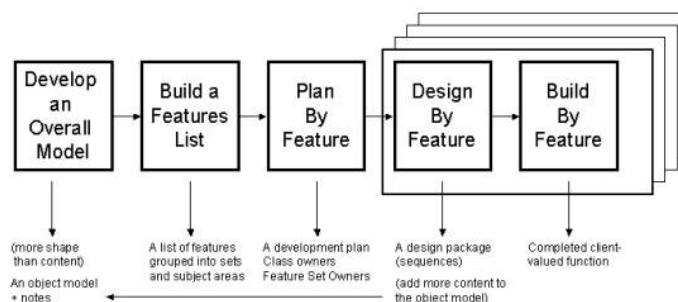 Develop
an
Overall
Model
Build a
Features
List
Plan
By
Feature
Design
By
Feature
Build
By
Feature
(more shape
than content)
An object model
+ notes
A list of features
grouped into sets
and subject areas
A development plan
Class owners
Feature Set Owners
A design package
(sequences)
(add more content to
the object model)
Completed client-
valued function